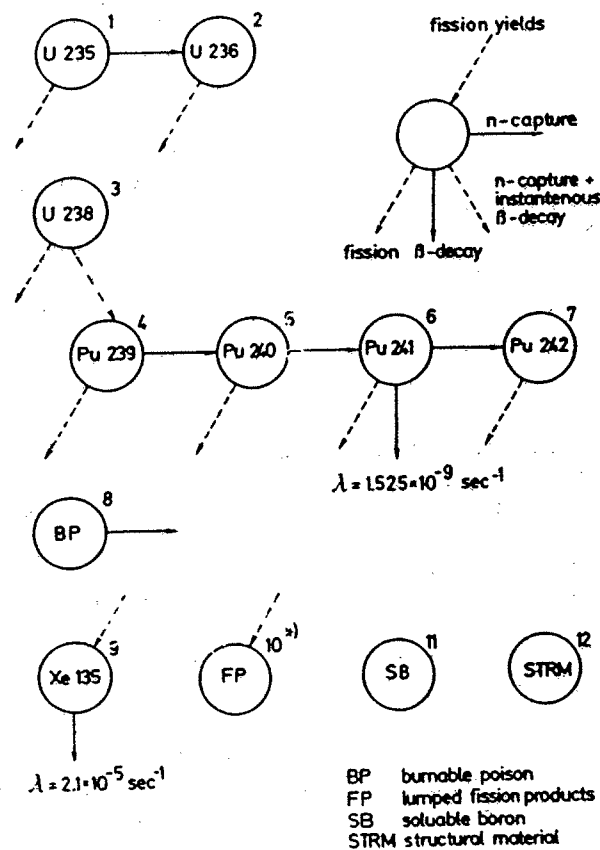 1
U 235
2
U 236
fission yields
n-capture
n-capture +
instantenous
β-decay
fission β-decay
3
U 238
4
Pu 239
5
Pu 240
6
Pu 241
7
Pu 242
λ = 1.525*10⁻⁹ sec⁻¹
8
BP
9
Xe 135
λ = 2.1*10⁻⁵ sec⁻¹
10 *)
FP
11
SB
12
STRM
BP burnable poison
FP lumped fission products
SB soluable boron
STRM structural material